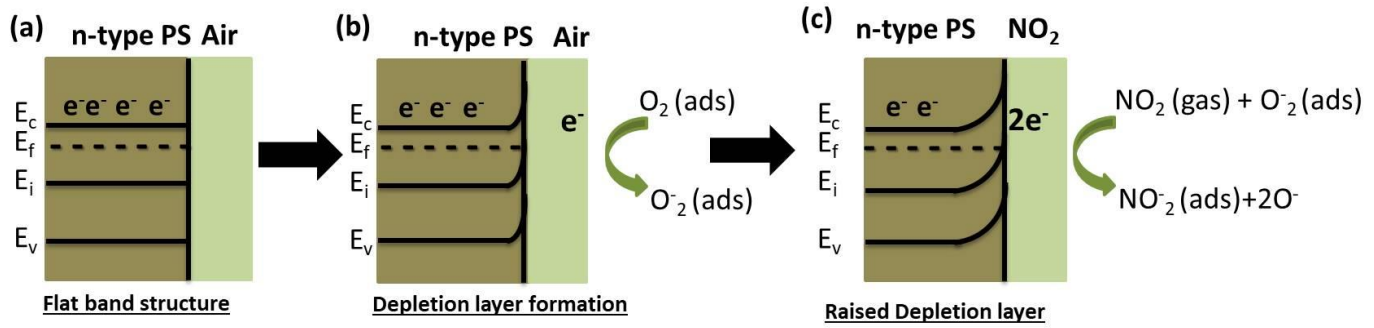 (a)
n-type PS Air
e⁻e⁻ e⁻ e⁻
E_c
E_f
E_i
E_v
Flat band structure
(b)
n-type PS Air
e⁻ e⁻ e⁻
E_c
E_f
E_i
E_v
e⁻
O₂ (ads)
O⁻₂ (ads)
Depletion layer formation
(c)
n-type PS NO₂
e⁻ e⁻
E_c
E_f
E_i
E_v
2e⁻
NO₂ (gas) + O⁻₂ (ads)
NO⁻₂ (ads)+2O⁻
Raised Depletion layer